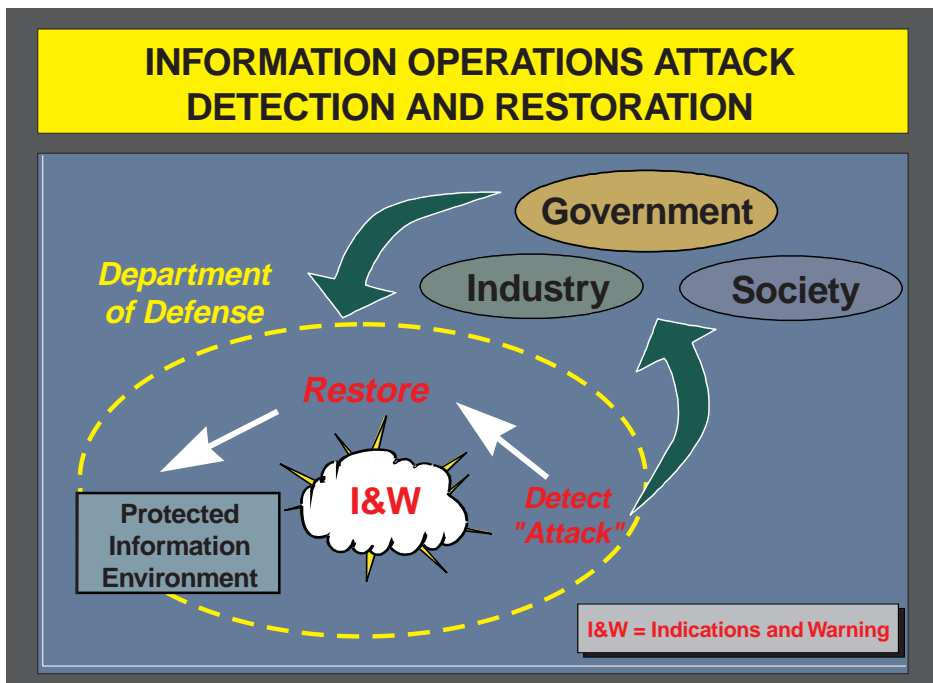 INFORMATION OPERATIONS ATTACK
DETECTION AND RESTORATION
Government
Department
of Defense
Industry
Society
Restore
I&W
Detect
"Attack"
Protected
Information
Environment
I&W = Indications and Warning